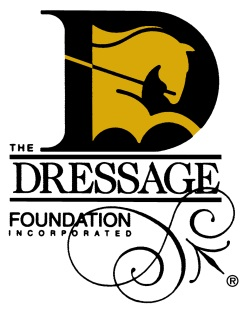 D
THE
DRESSAGE
FOUNDATION
INCORPORATED
®